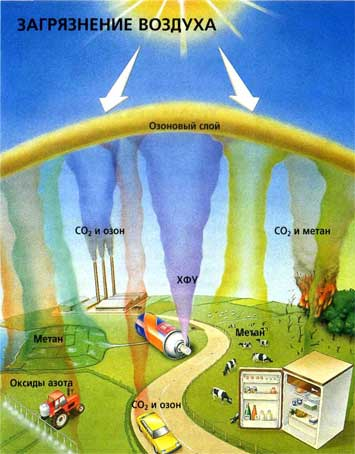 ЗАГРЯЗНЕНИЕ ВОЗДУХА
Озоновый слой
CO₂ и озон
CO₂ и метан
ХФУ
Метан
Метан
Оксиды азота
CO₂ и озон